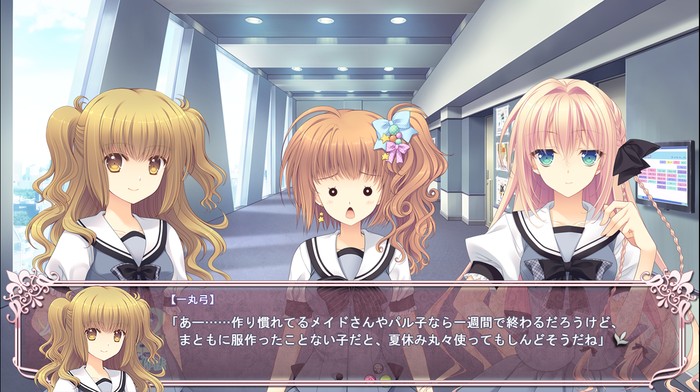 【一丸弓】
「あー……作り慣れてるメイドさんやパル子なら一週間で終わるだろうけど、
まともに服作ったことない子だと、夏休み丸々使ってもしんどそうだね」